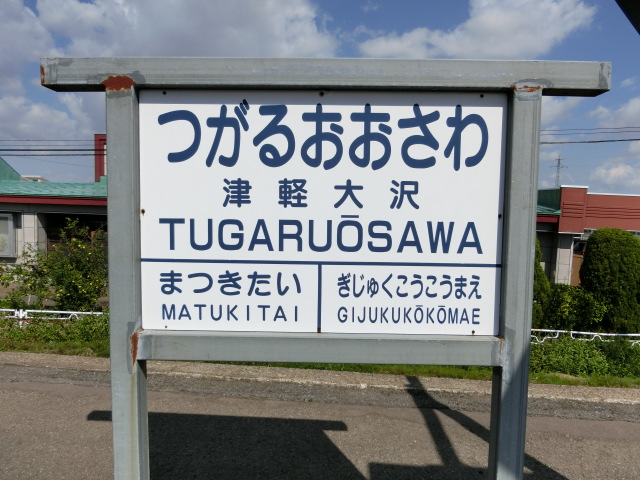 つがるおおさわ
津軽大沢
TUGARUŌSAWA
まつきたい
MATUKITAI
ぎじゅくこうこうまえ
GIJUKUKŌKŌMAE